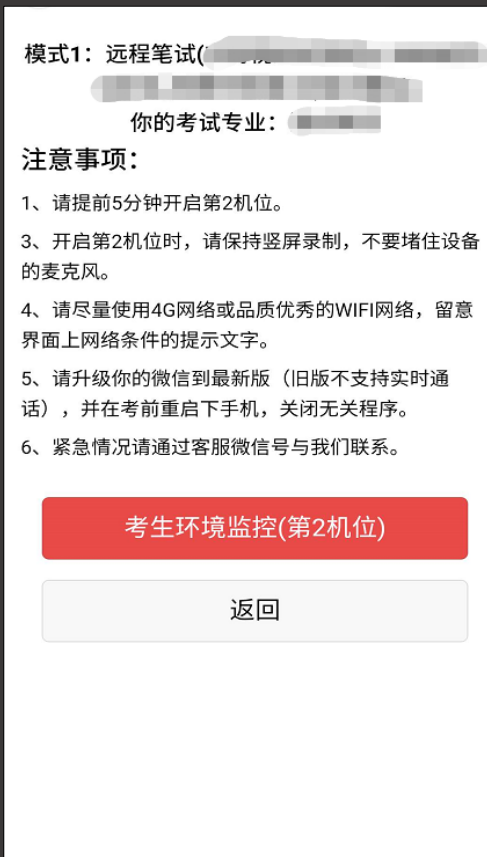 模式1：远程笔试(
你的考试专业：
注意事项：
1、请提前5分钟开启第2机位。
3、开启第2机位时，请保持竖屏录制，不要堵住设备
的麦克风。
4、请尽量使用4G网络或品质优秀的WIFI网络，留意
界面上网络条件的提示文字。
5、请升级你的微信到最新版（旧版不支持实时通
话），并在考前重启下手机，关闭无关程序。
6、紧急情况请通过客服微信号与我们联系。
考生环境监控(第2机位)
返回